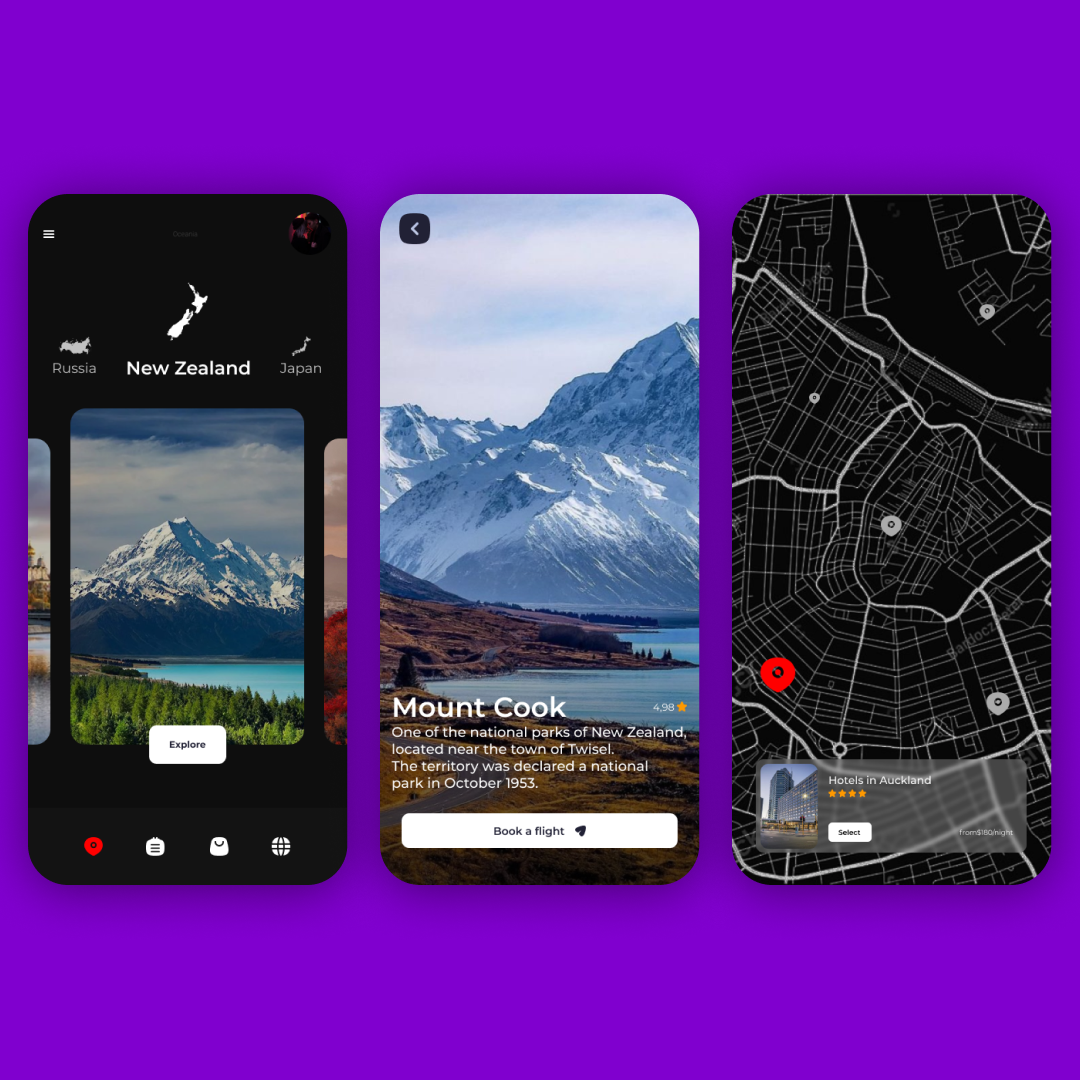 Oceania
Russia
New Zealand
Japan
Explore
Mount Cook
4,98
One of the national parks of New Zealand,
located near the town of Twisel.
The territory was declared a national
park in October 1953.
Book a flight
Hotels in Auckland
Select
from$180/night